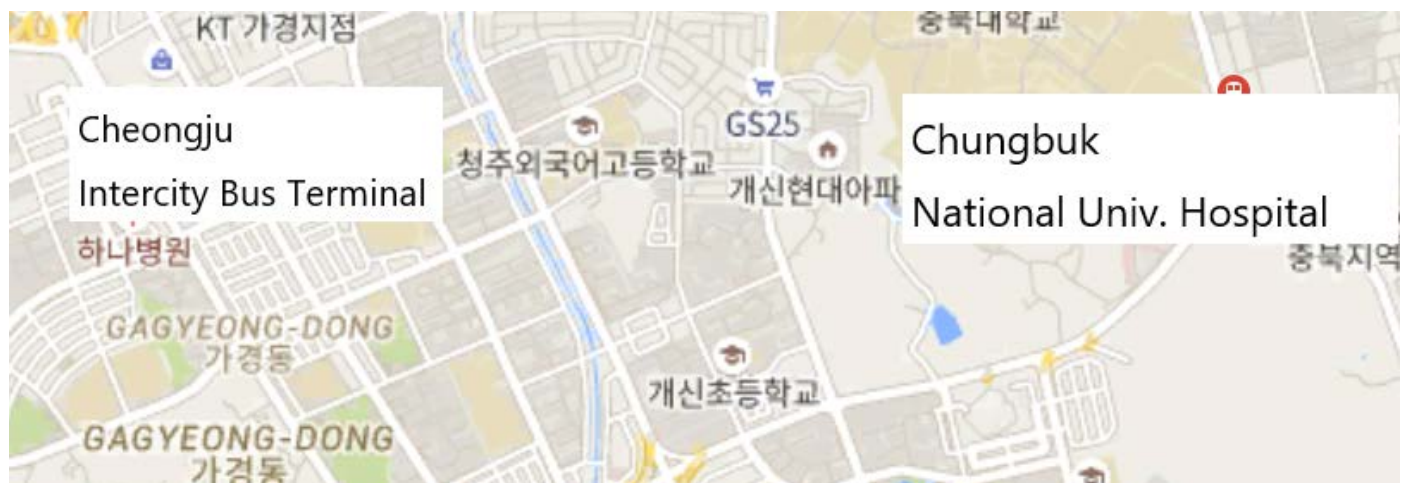 KT 가경지점
충북대학교
Cheongju
Intercity Bus Terminal
GS25
청주외국어고등학교
개신현대아파
Chungbuk
National Univ. Hospital
하나병원
충북지역
GAGYEONG-DONG
가경동
개신초등학교
GAGYEONG-DONG
가경동